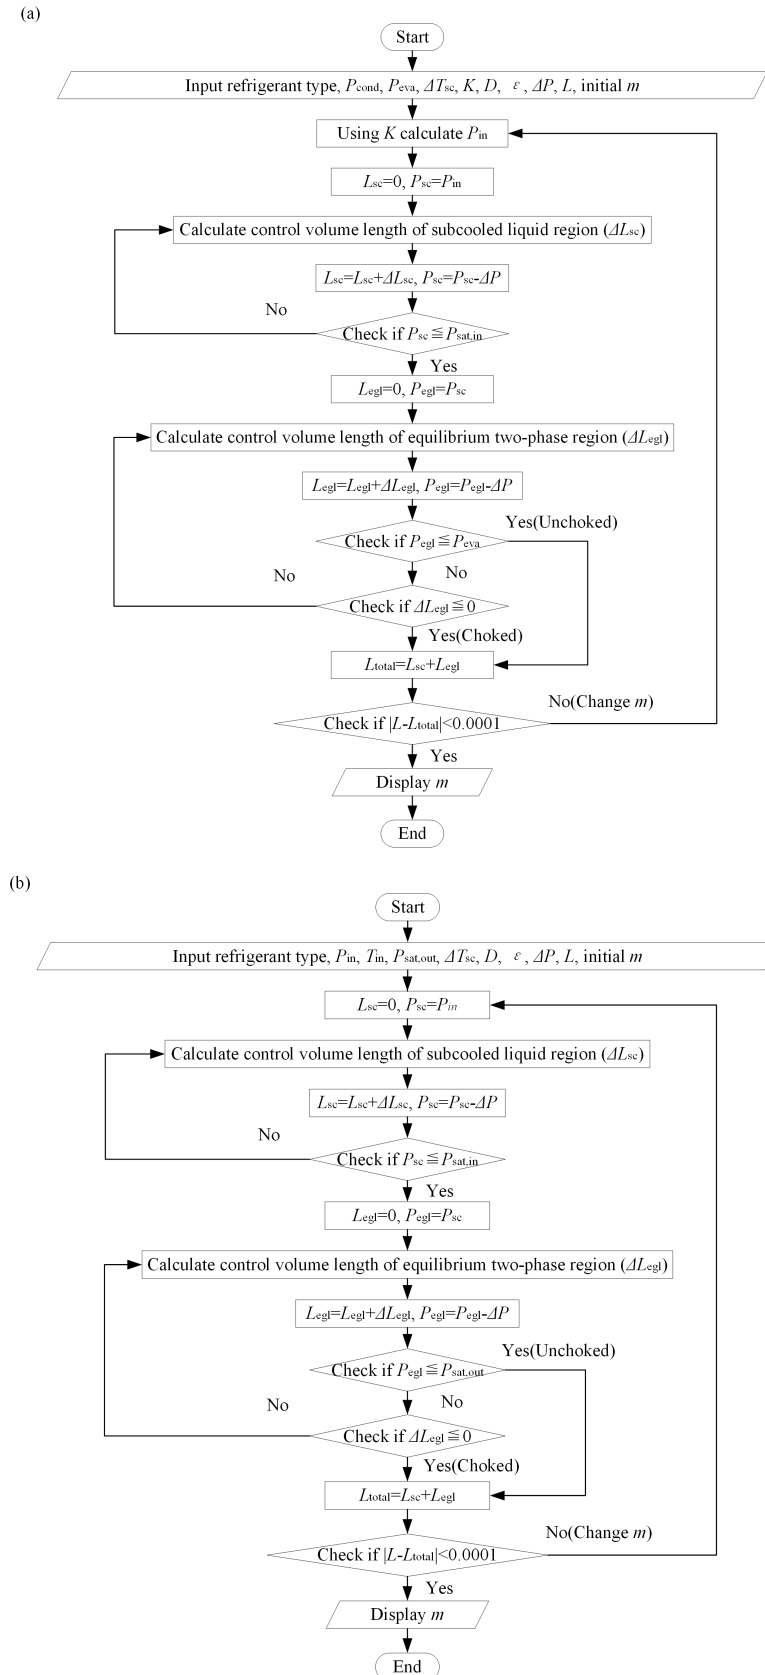 (a)
Start
Input refrigerant type, Pcond, Peva, ΔTsc, K, D, ε, ΔP, L, initial m
Using K calculate Pin
Lsc=0, Psc=Pin
Calculate control volume length of subcooled liquid region (ΔLsc)
Lsc=Lsc+ΔLsc, Psc=Psc-ΔP
No
Check if Psc≦Psat,in
Yes
Legl=0, Pegl=Psc
Calculate control volume length of equilibrium two-phase region (ΔLegl)
Legl=Legl+ΔLegl, Pegl=Pegl-ΔP
Yes(Unchoked)
Check if Pegl≦Peva
No
No
Check if ΔLegl≦0
Yes(Choked)
Ltotal=Lsc+Legl
No(Change m)
Check if |L-Ltotal|<0.0001
Yes
Display m
End
(b)
Start
Input refrigerant type, Pin, Tin, Psat,out, ΔTsc, D, ε, ΔP, L, initial m
Lsc=0, Psc=Pin
Calculate control volume length of subcooled liquid region (ΔLsc)
Lsc=Lsc+ΔLsc, Psc=Psc-ΔP
No
Check if Psc≦Psat,in
Yes
Legl=0, Pegl=Psc
Calculate control volume length of equilibrium two-phase region (ΔLegl)
Legl=Legl+ΔLegl, Pegl=Pegl-ΔP
Yes(Unchoked)
Check if Pegl≦Psat,out
No
No
Check if ΔLegl≦0
Yes(Choked)
Ltotal=Lsc+Legl
No(Change m)
Check if |L-Ltotal|<0.0001
Yes
Display m
End